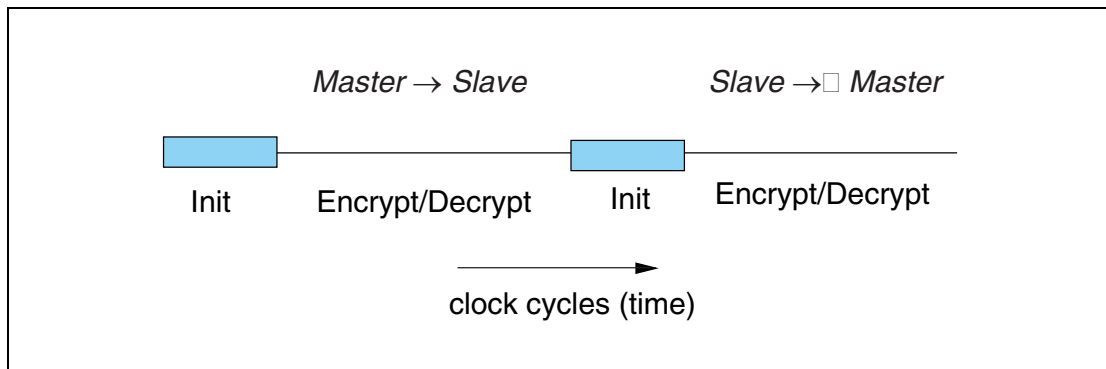 Master → Slave
Slave →□ Master
Init
Encrypt/Decrypt
Init
Encrypt/Decrypt
clock cycles (time)